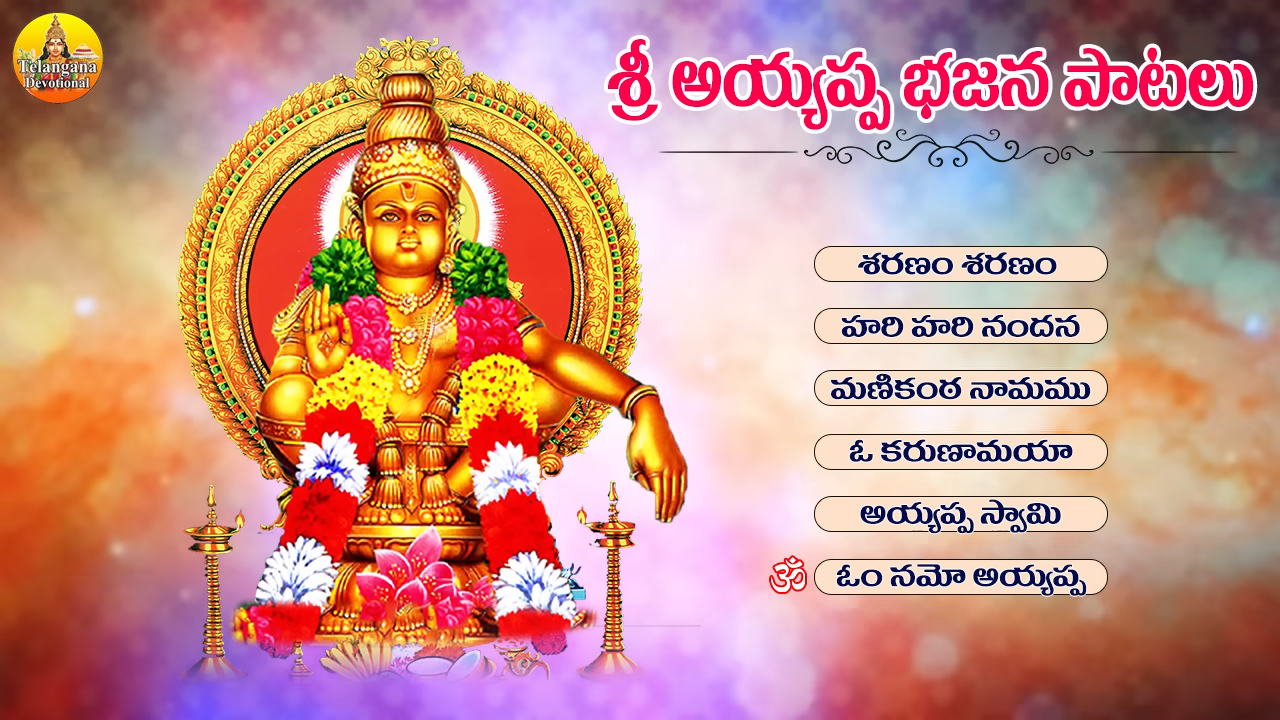 Telangana
Devotional
శ్రీ అయ్యప్ప భజన పాటలు
శరణం శరణం
హరి హరి నందన
మణికంఠ నామము
ఓ కరుణామయా
అయ్యప్ప స్వామి
ॐ ఓం నమో అయ్యప్ప